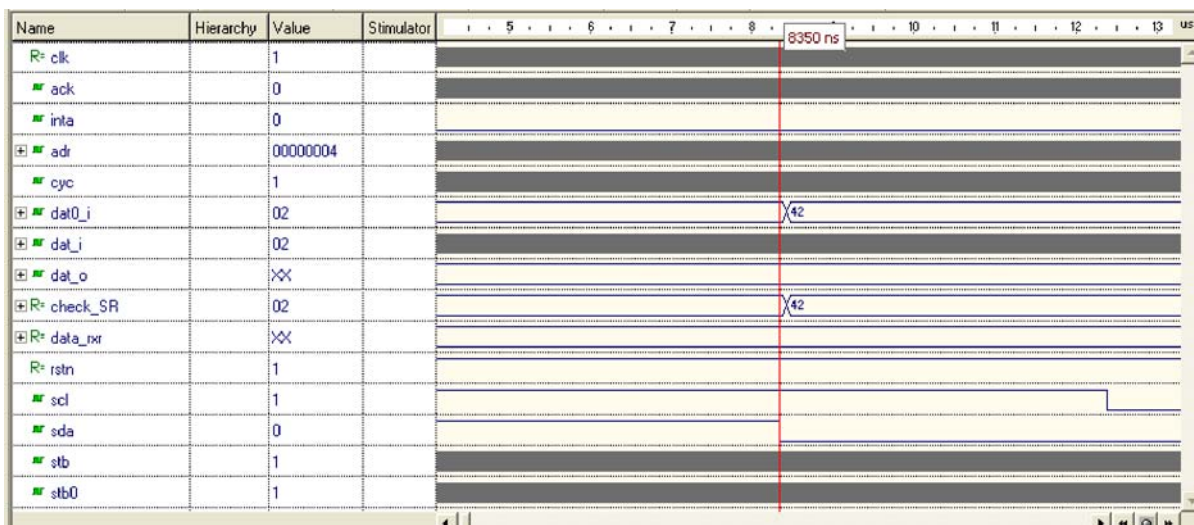 Name Hierarchy Value Stimulator 5 6 7 8 9 10 11 12 13 us
8350 ns
R= clk 1
ack 0
inta 0
adr 00000004
cyc 1
dat0_i 02 42
dat_i 02
dat_o XX
R= check_SR 02 42
R= data_rxr XX
R= rstn 1
scl 1
sda 0
stb 1
stb0 1